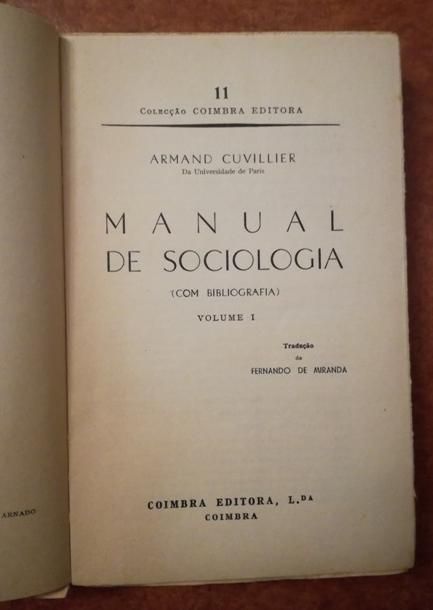 11
Colecção COIMBRA EDITORA
ARMAND CUVILLIER
Da Universidade de Paris
MANUAL
DE SOCIOLOGIA
(COM BIBLIOGRAFIA)
VOLUME I
Tradução
de
FERNANDO DE MIRANDA
COIMBRA EDITORA, L.DA
COIMBRA
ARNADO